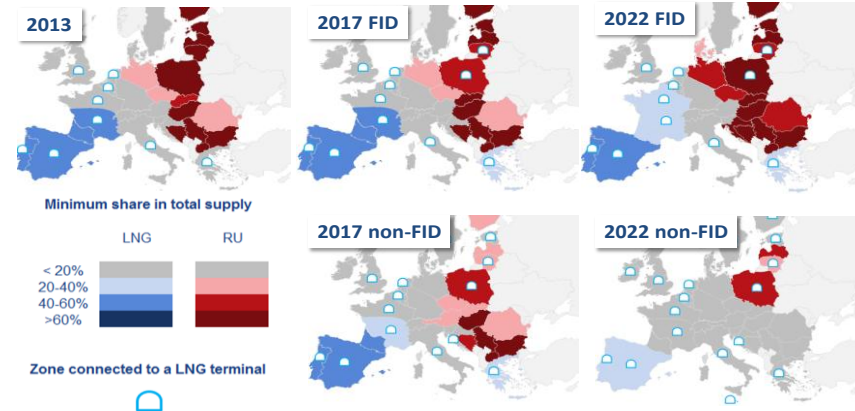 2013
2017 FID
2022 FID
Minimum share in total supply
LNG RU
< 20%
20-40%
40-60%
>60%
Zone connected to a LNG terminal
2017 non-FID
2022 non-FID